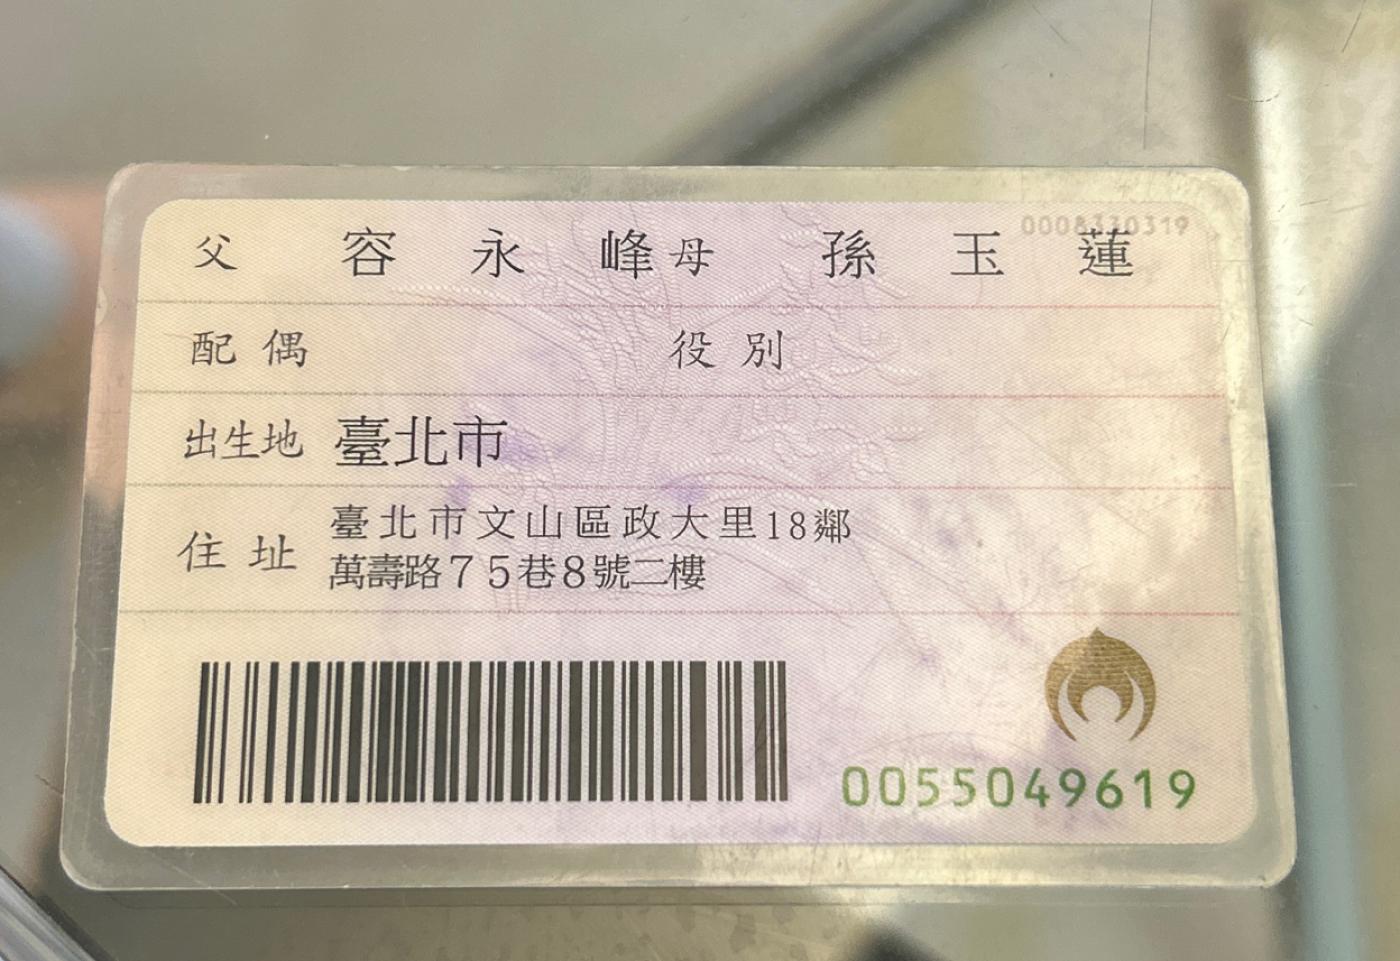 0008330319
父 容永峰 母 孫玉蓮
配偶 役別
出生地 臺北市
住址 臺北市文山區政大里18鄰
萬壽路75巷8號二樓
0055049619